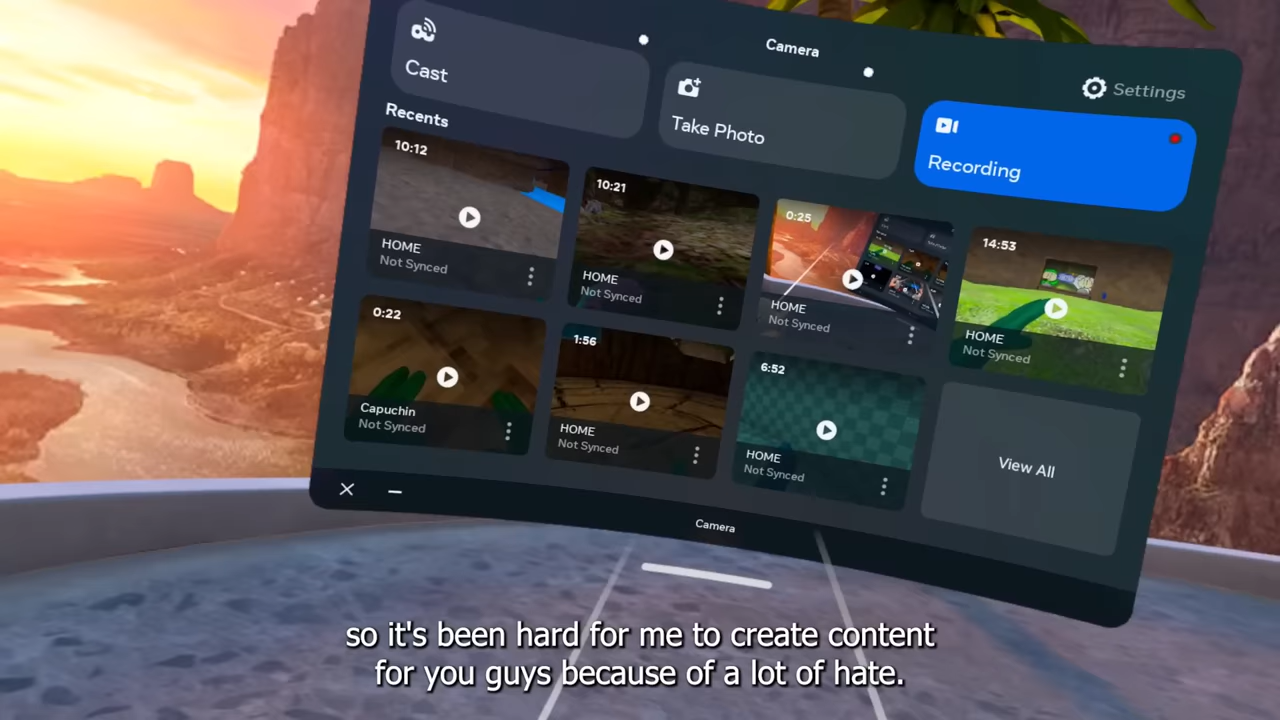 Camera
Settings
Cast
Take Photo
Recording
Recents
10:12
HOME
Not Synced
10:21
HOME
Not Synced
0:25
HOME
Not Synced
14:53
HOME
Not Synced
0:22
Capuchin
Not Synced
1:56
HOME
Not Synced
6:52
HOME
Not Synced
View All
Camera
so it's been hard for me to create content
for you guys because of a lot of hate.